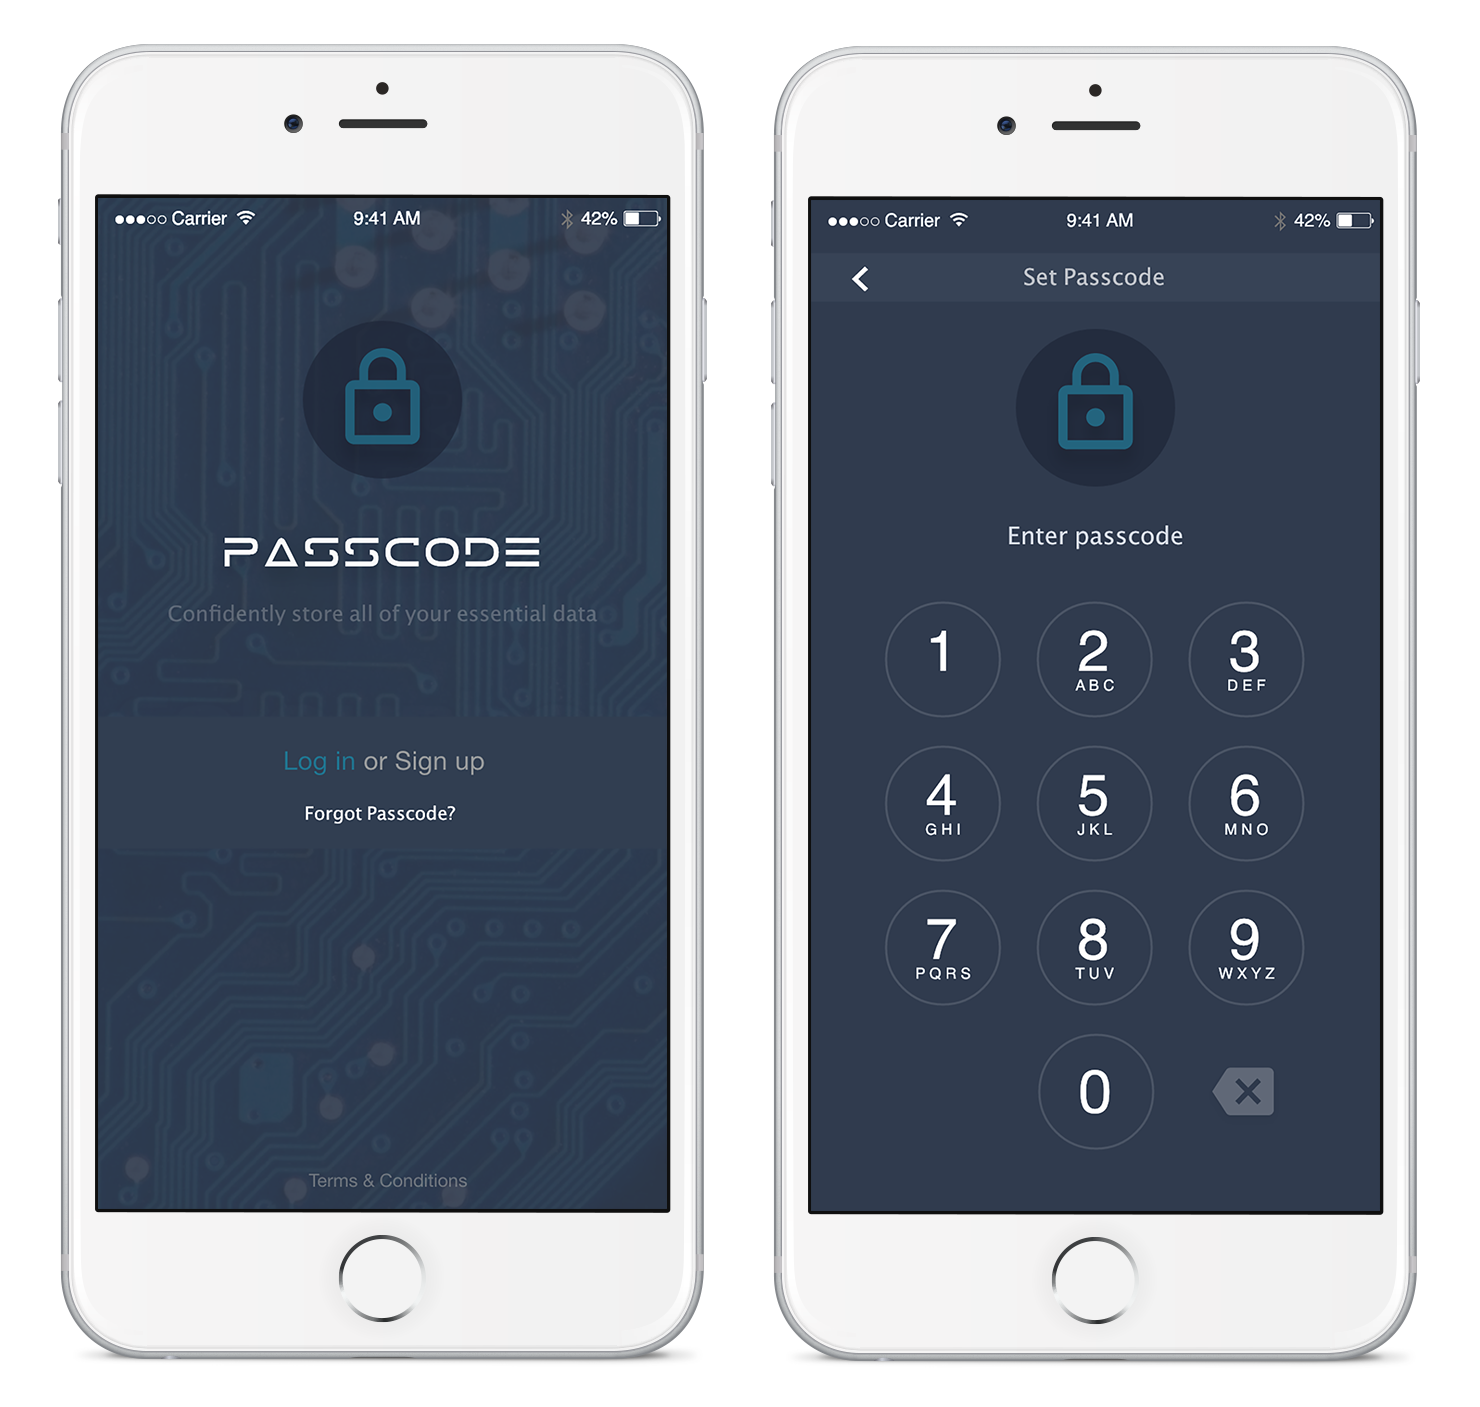 Carrier 9:41 AM 42%
PASSCODE
Confidently store all of your essential data
Log in or Sign up
Forgot Passcode?
Terms & Conditions
Carrier 9:41 AM 42%
Set Passcode
Enter passcode
1 2 3
ABC DEF
4 5 6
GHI JKL MNO
7 8 9
PQRS TUV WXYZ
0